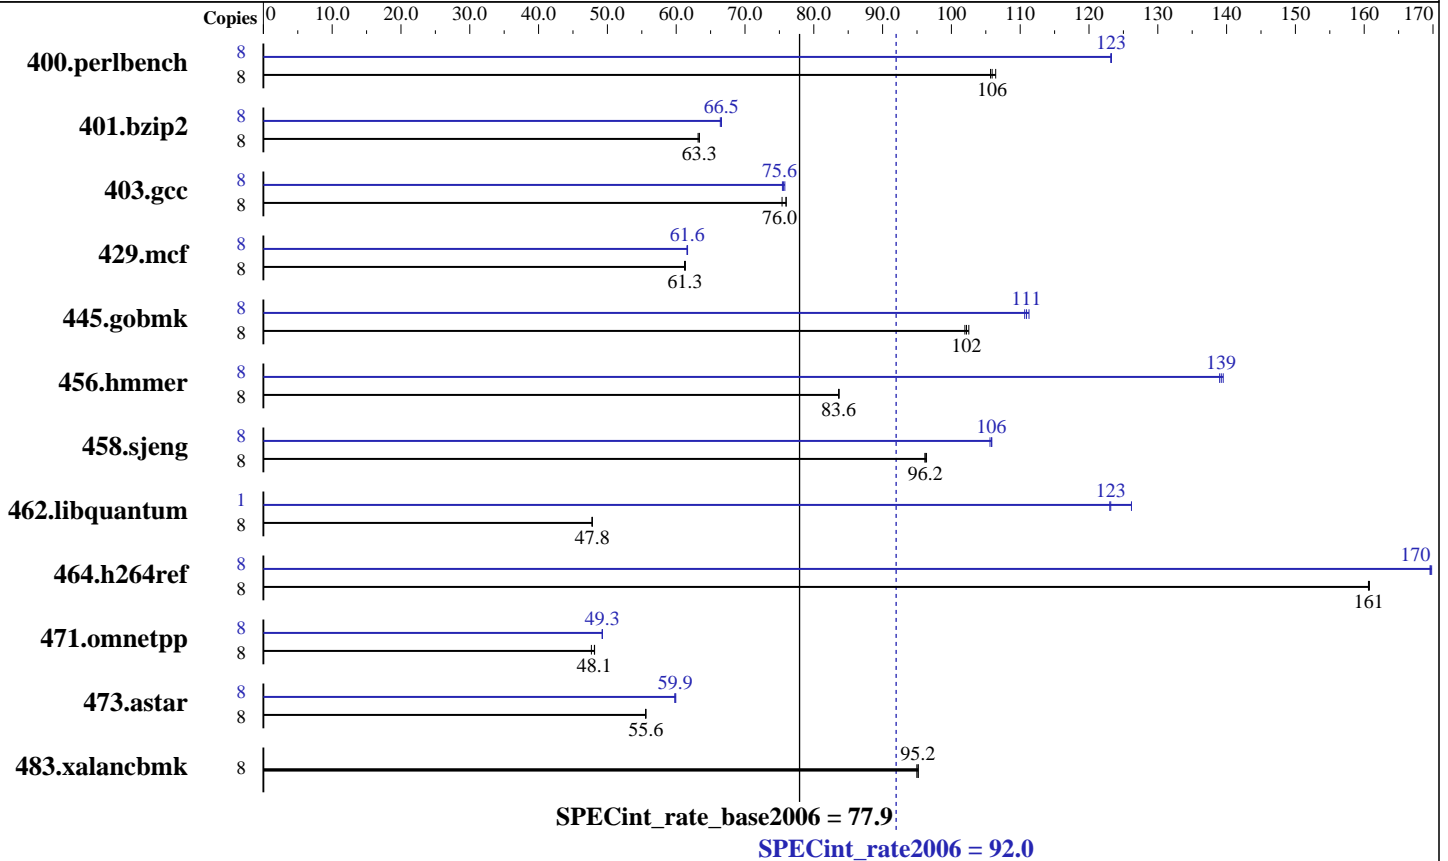 Copies 0 10.0 20.0 30.0 40.0 50.0 60.0 70.0 80.0 90.0 100 110 120 130 140 150 160 170
400.perlbench 8 123
8 106
401.bzip2 8 66.5
8 63.3
403.gcc 8 75.6
8 76.0
429.mcf 8 61.6
8 61.3
445.gobmk 8 111
8 102
456.hmmer 8 139
8 83.6
458.sjeng 8 106
8 96.2
462.libquantum 1 123
8 47.8
464.h264ref 8 170
8 161
471.omnetpp 8 49.3
8 48.1
473.astar 8 59.9
8 55.6
483.xalancbmk 8 95.2
SPECint_rate_base2006 = 77.9
SPECint_rate2006 = 92.0